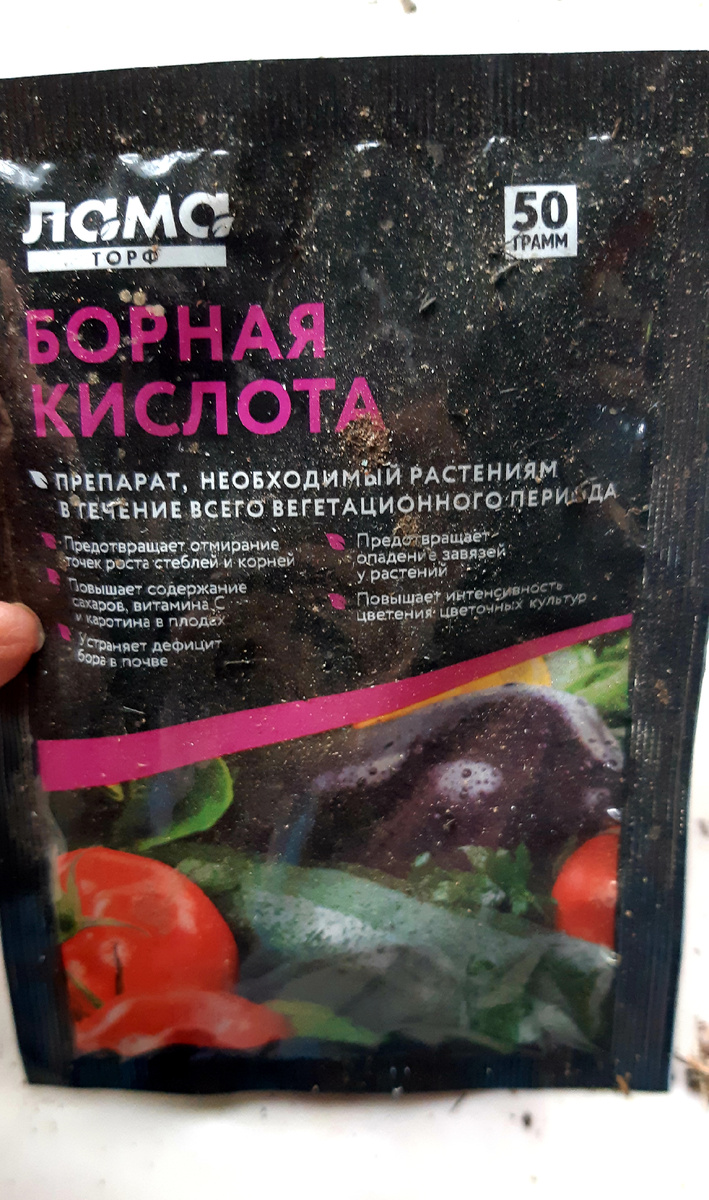 лама
ТОРФ
50
ГРАММ
БОРНАЯ
КИСЛОТА
ПРЕПАРАТ, НЕОБХОДИМЫЙ РАСТЕНИЯМ
В ТЕЧЕНИЕ ВСЕГО ВЕГЕТАЦИОННОГО ПЕРИОДА
Предотвращает отмирание
точек роста стеблей и корней
Повышает содержание
сахаров, витамина С
и каротина в плодах
Устраняет дефицит
бора в почве
Предотвращает
опадение завязей
у растений
Повышает интенсивность
цветения цветочных культур